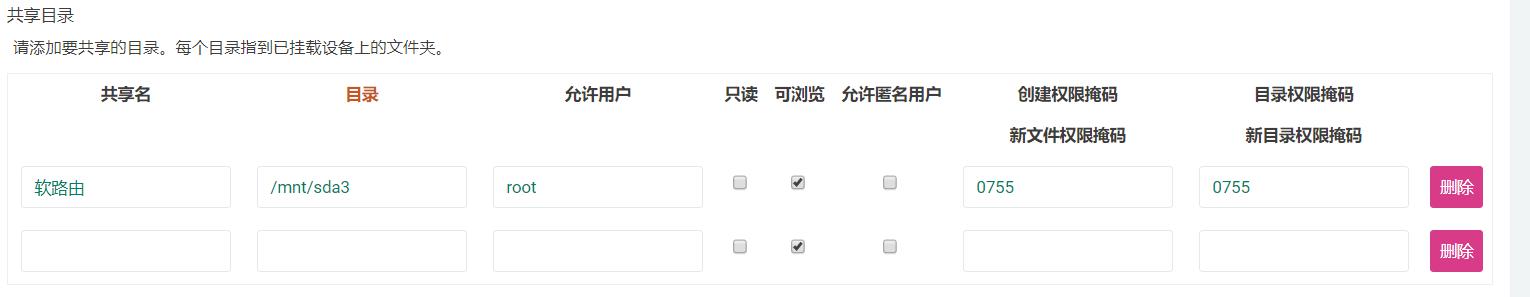 共享目录
请添加要共享的目录。每个目录指到已挂载设备上的文件夹。
共享名 目录 允许用户 只读 可浏览 允许匿名用户 创建权限掩码 目录权限掩码
新文件权限掩码 新目录权限掩码
软路由 /mnt/sda3 root 0755 0755 删除
删除